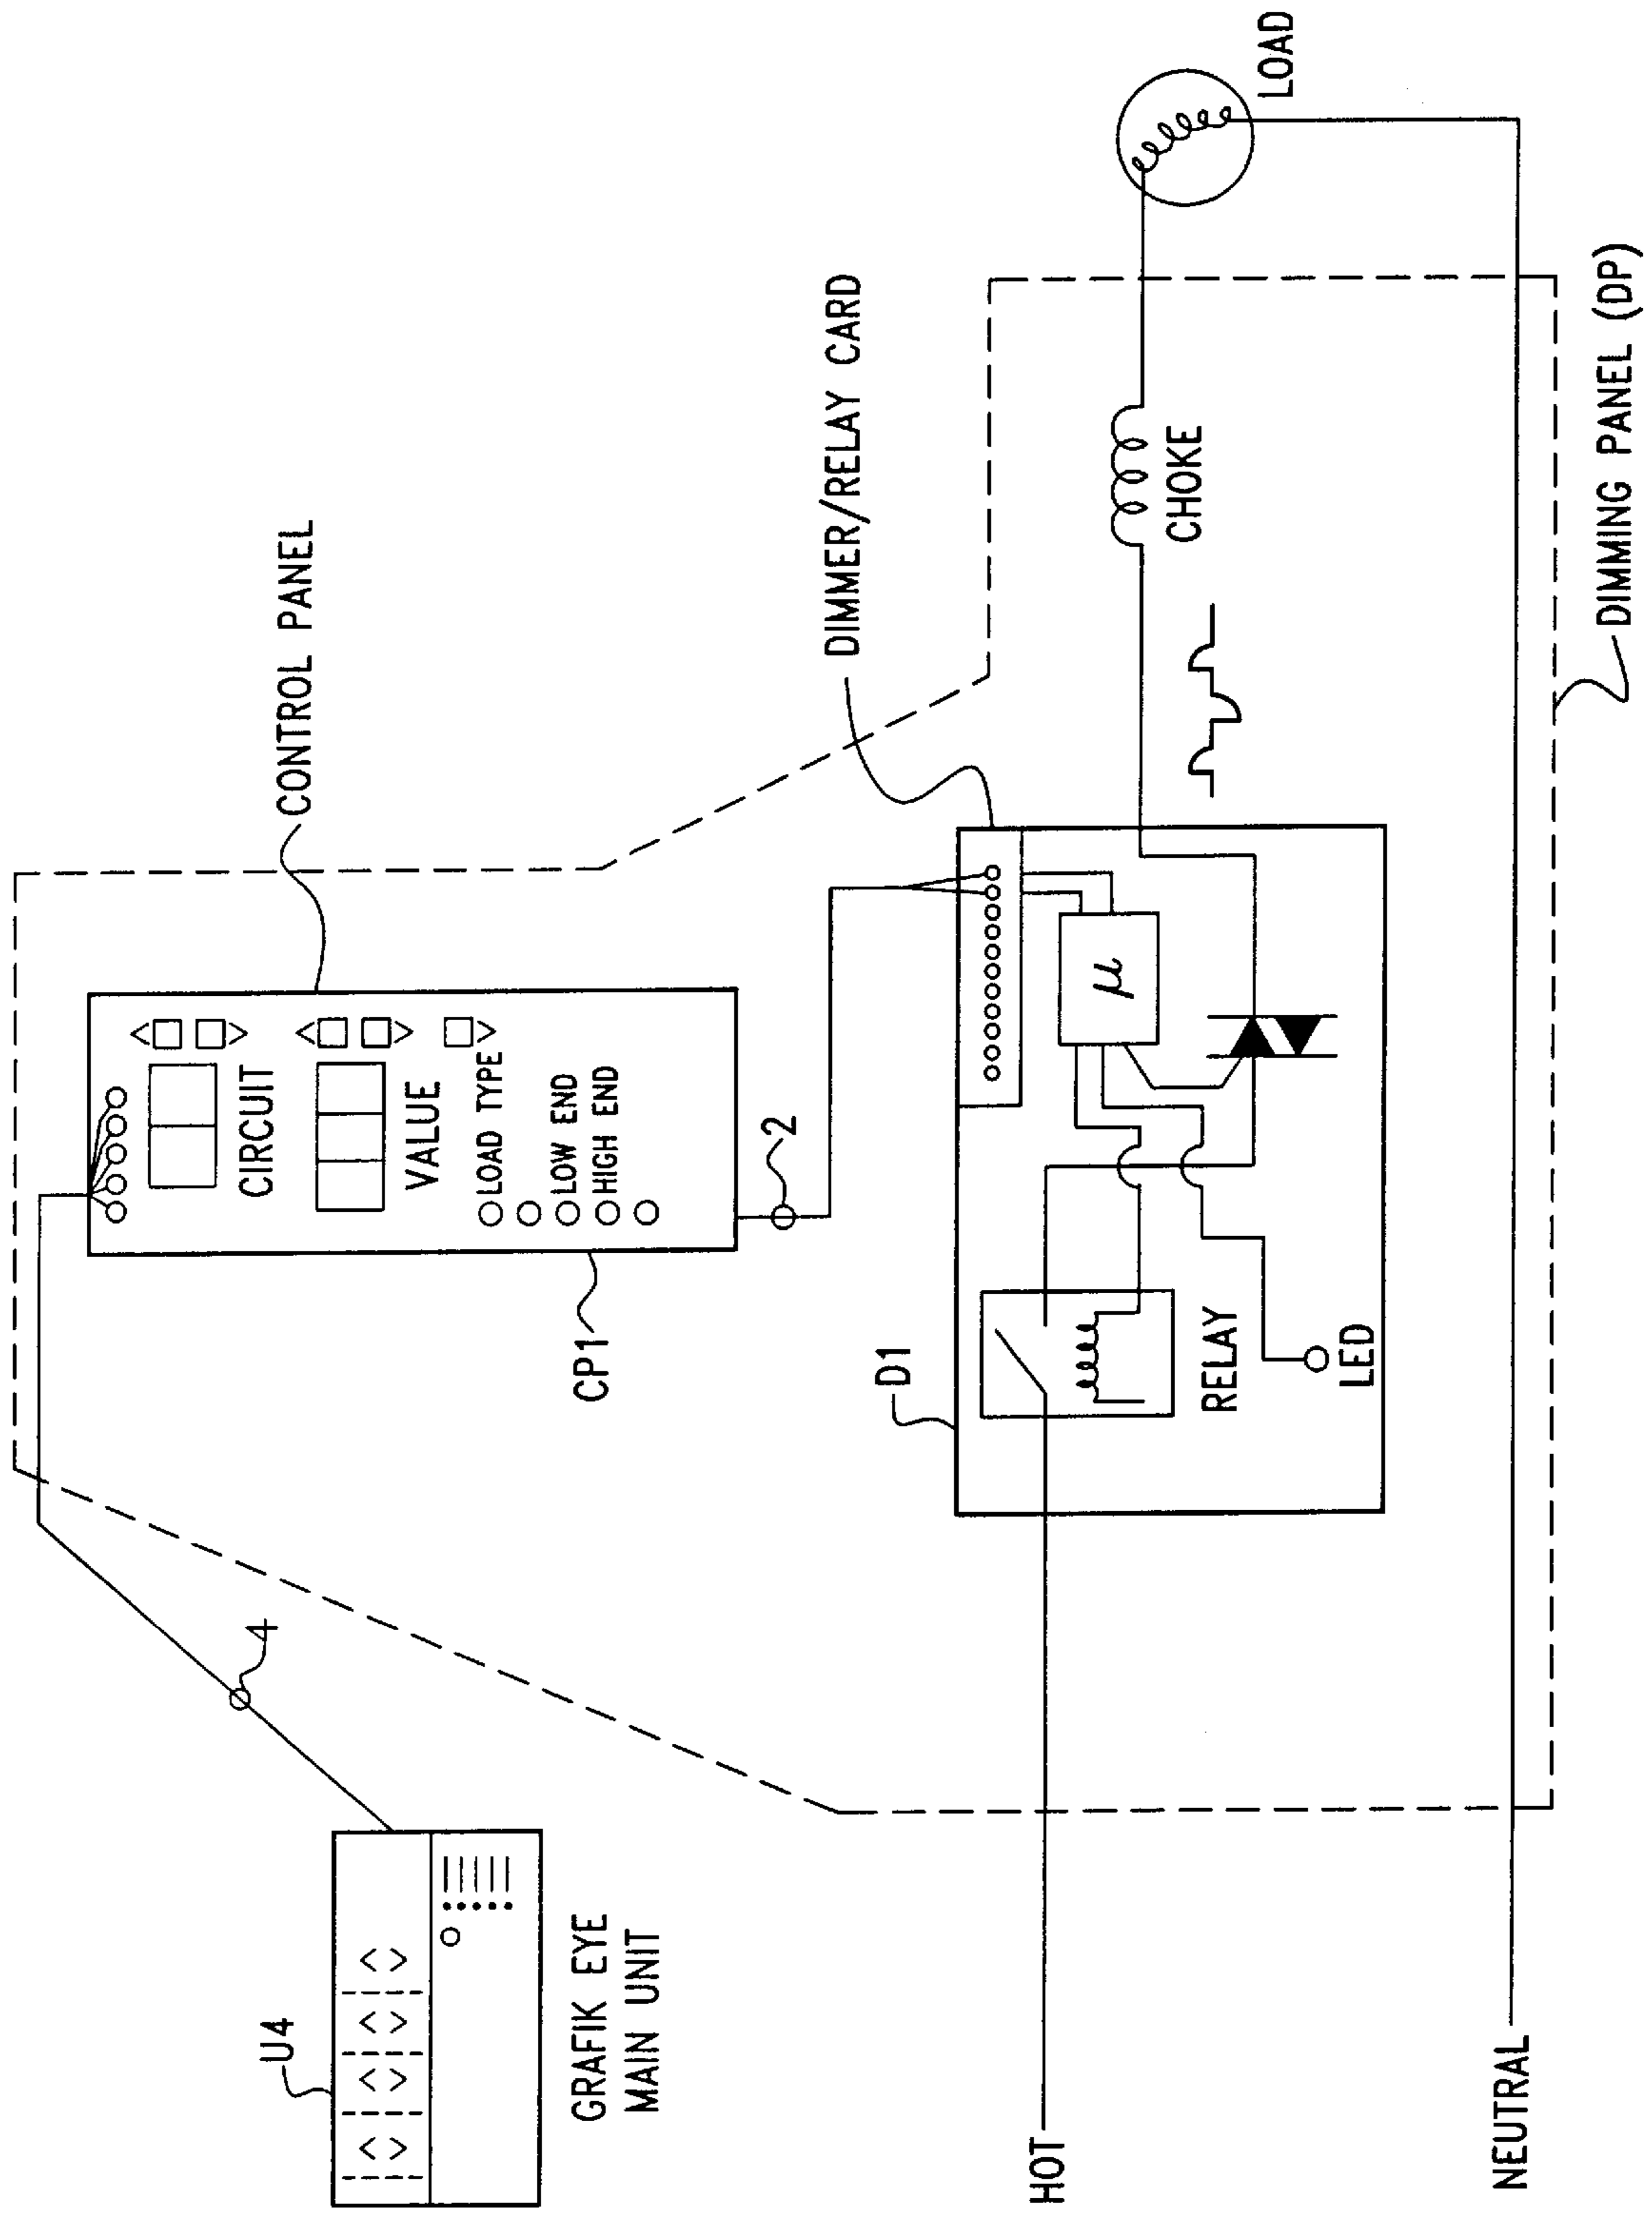 U4
GRAFIK EYE
MAIN UNIT
4
CONTROL PANEL
CIRCUIT
VALUE
LOAD TYPE
LOW END
HIGH END
CP1
2
DIMMER/RELAY CARD
D1
μ
RELAY
LED
CHOKE
LOAD
HOT
NEUTRAL
DIMMING PANEL (DP)